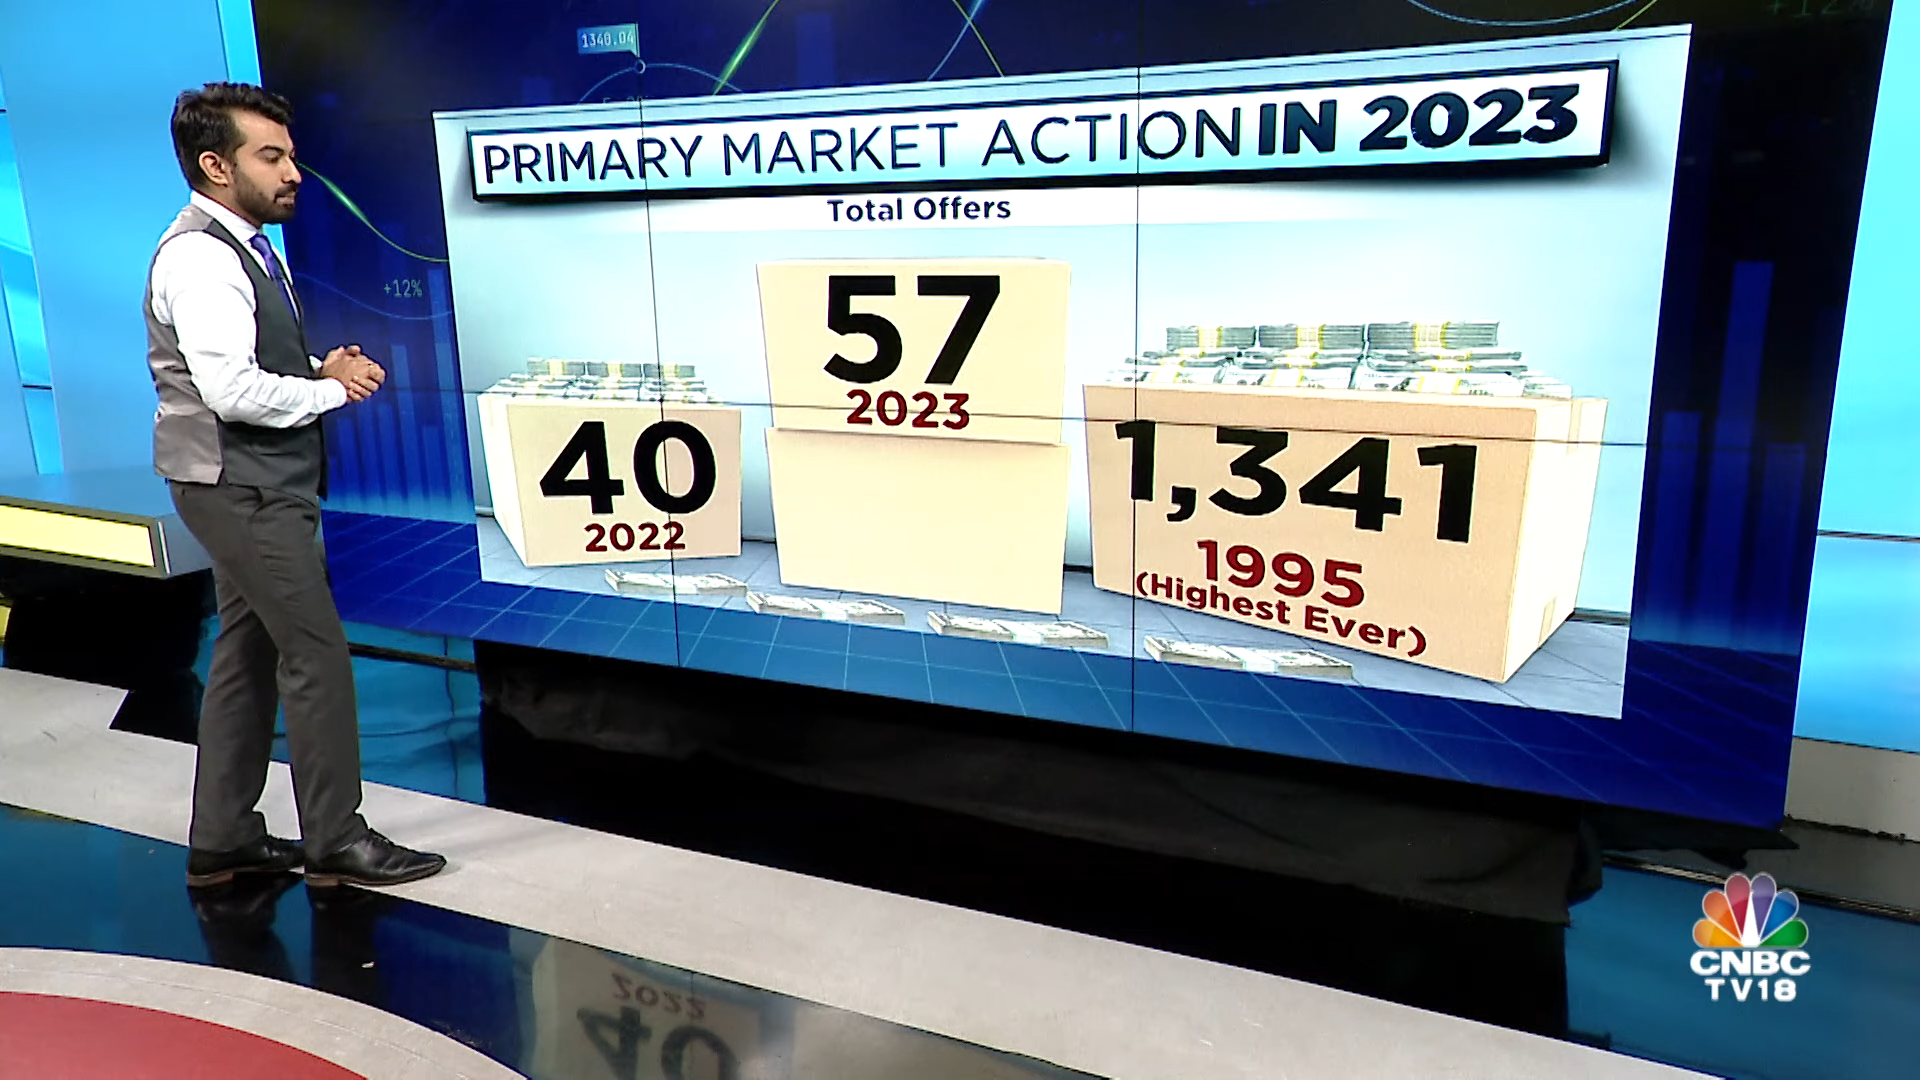 1340.04
+12%
PRIMARY MARKET ACTION IN 2023
Total Offers
40
2022
57
2023
1,341
1995
(Highest Ever)
+12%
2022
40
CNBC
TV18